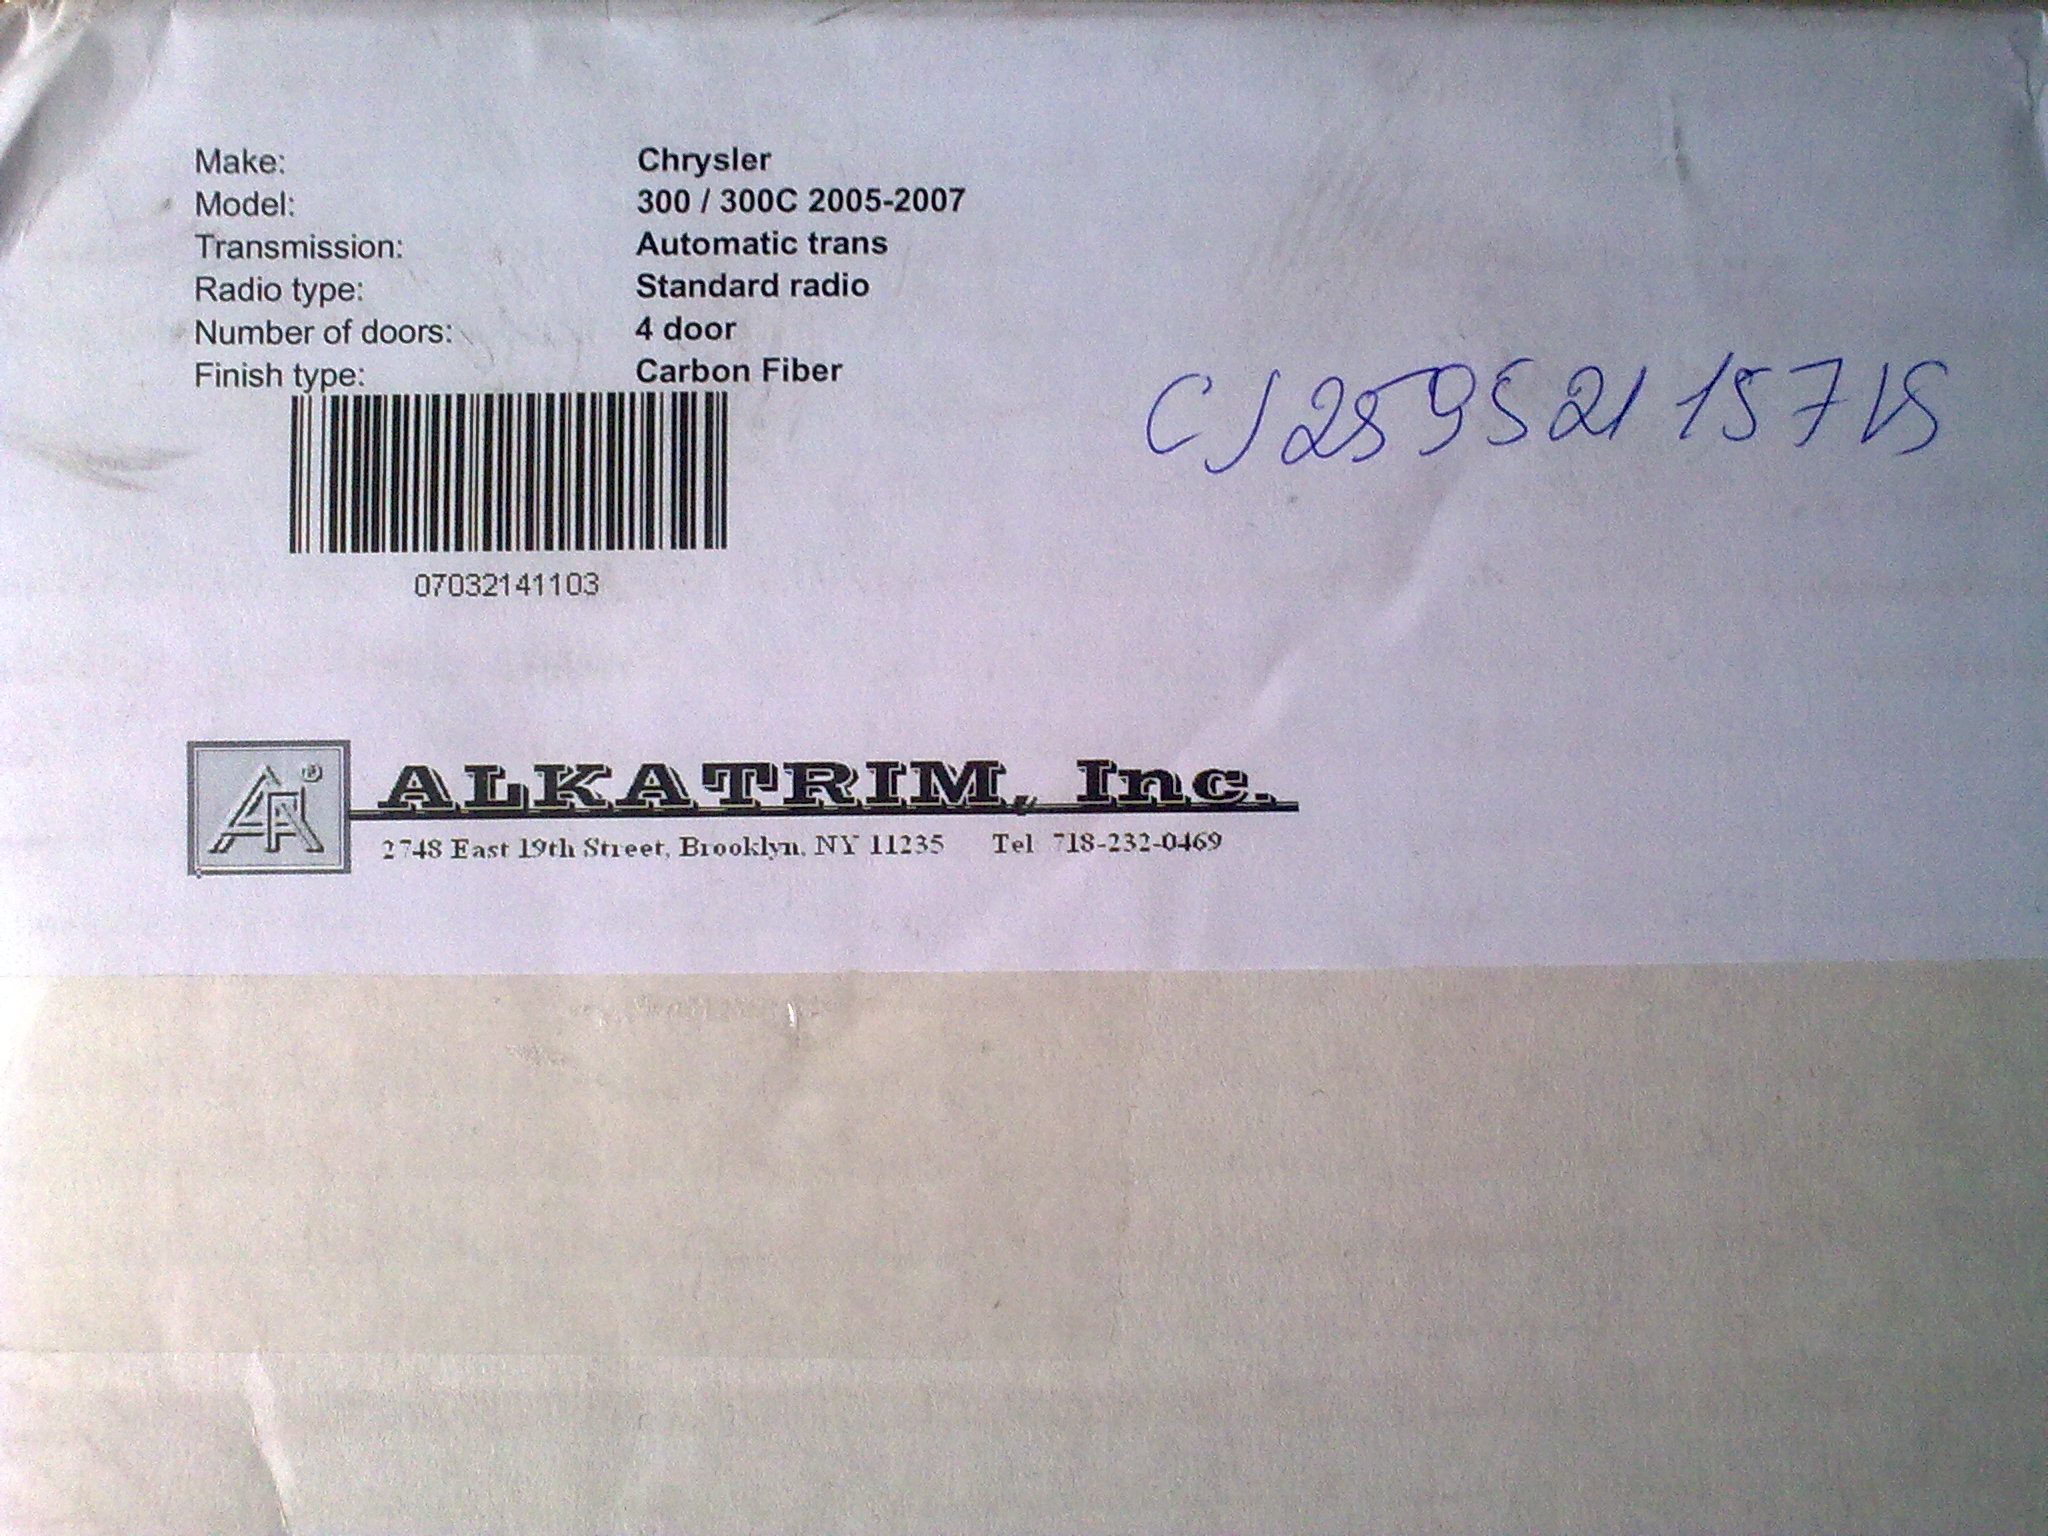 Make: Chrysler
Model: 300 / 300C 2005-2007
Transmission: Automatic trans
Radio type: Standard radio
Number of doors: 4 door
Finish type: Carbon Fiber
CJ259521157US
07032141103
ALKATRIM, Inc.
2748 East 19th Street, Brooklyn, NY 11235 Tel 718-232-0469